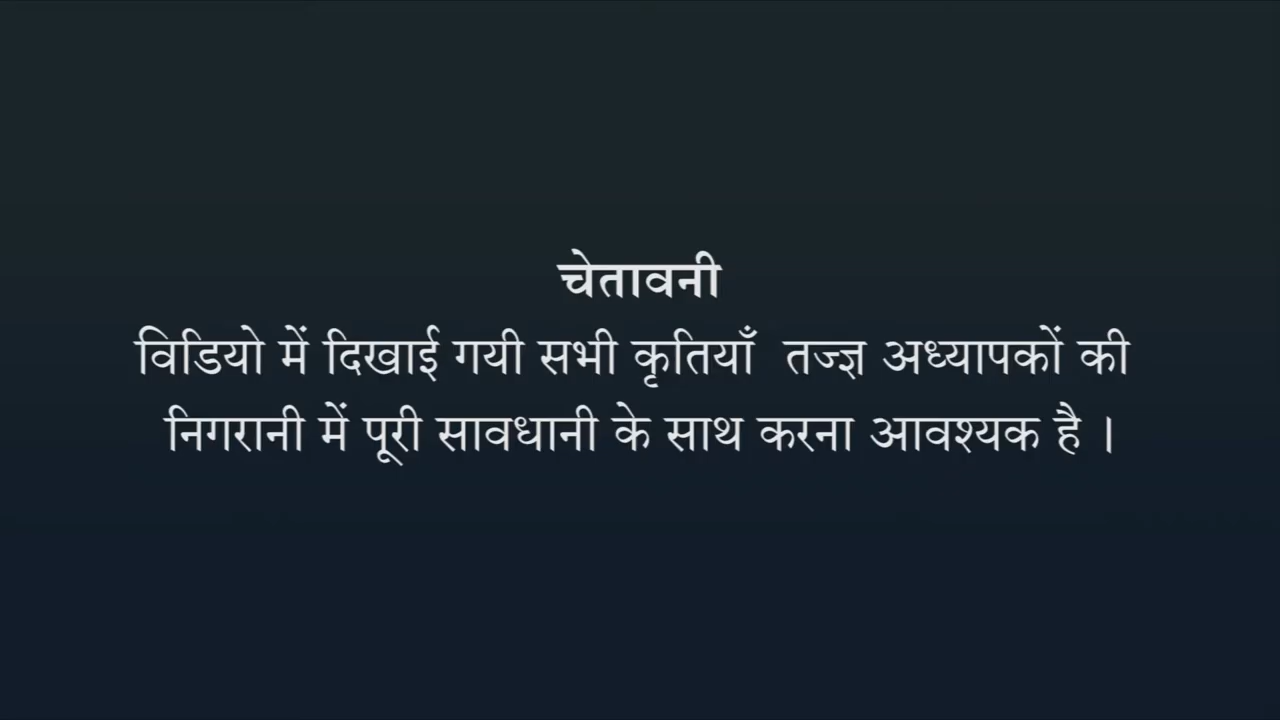 चेतावनी
विडियो में दिखाई गयी सभी कृतियाँ तज्ज्ञ अध्यापकों की
निगरानी में पूरी सावधानी के साथ करना आवश्यक है ।